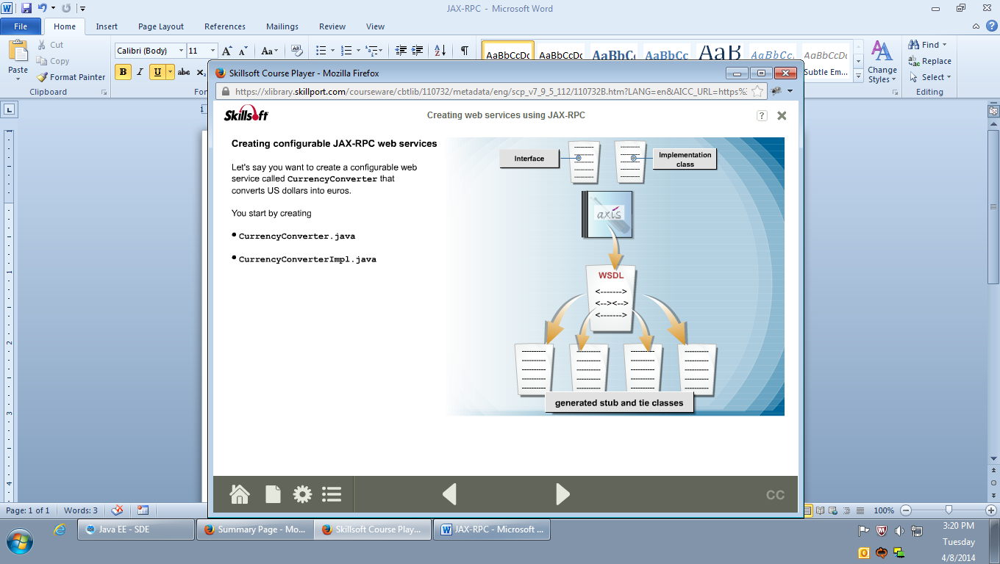 JAX-RPC - Microsoft Word
File Home Insert Page Layout References Mailings Review View
Paste
Cut
Copy
Format Painter
Clipboard
Calibri (Body) 11
B I U abc
AaBbCcDc AaBbCcDc AaBbCc AaBbCc AaB AaBbCc. AaBbCcDc
Subtle Em...
Change
Styles
Find
Replace
Select
Editing
Skillsoft Course Player - Mozilla Firefox
https://xlibrary.skillport.com/courseware/cbtlib/110732/metadata/eng/scp_v7_9_5_112/110732B.htm?LANG=en&AICC_URL=https%
Skillsoft
Creating web services using JAX-RPC
Creating configurable JAX-RPC web services
Let's say you want to create a configurable web
service called CurrencyConverter that
converts US dollars into euros.
You start by creating
• CurrencyConverter.java
• CurrencyConverterImpl.java
Interface
Implementation
class
axis
WSDL
<------->
<--><-->
<------->
generated stub and tie classes
CC
Page: 1 of 1 Words: 3
100%
Java EE - SDE
Summary Page - Mo...
Skillsoft Course Play...
JAX-RPC - Microsoft ...
3:20 PM
Tuesday
4/8/2014